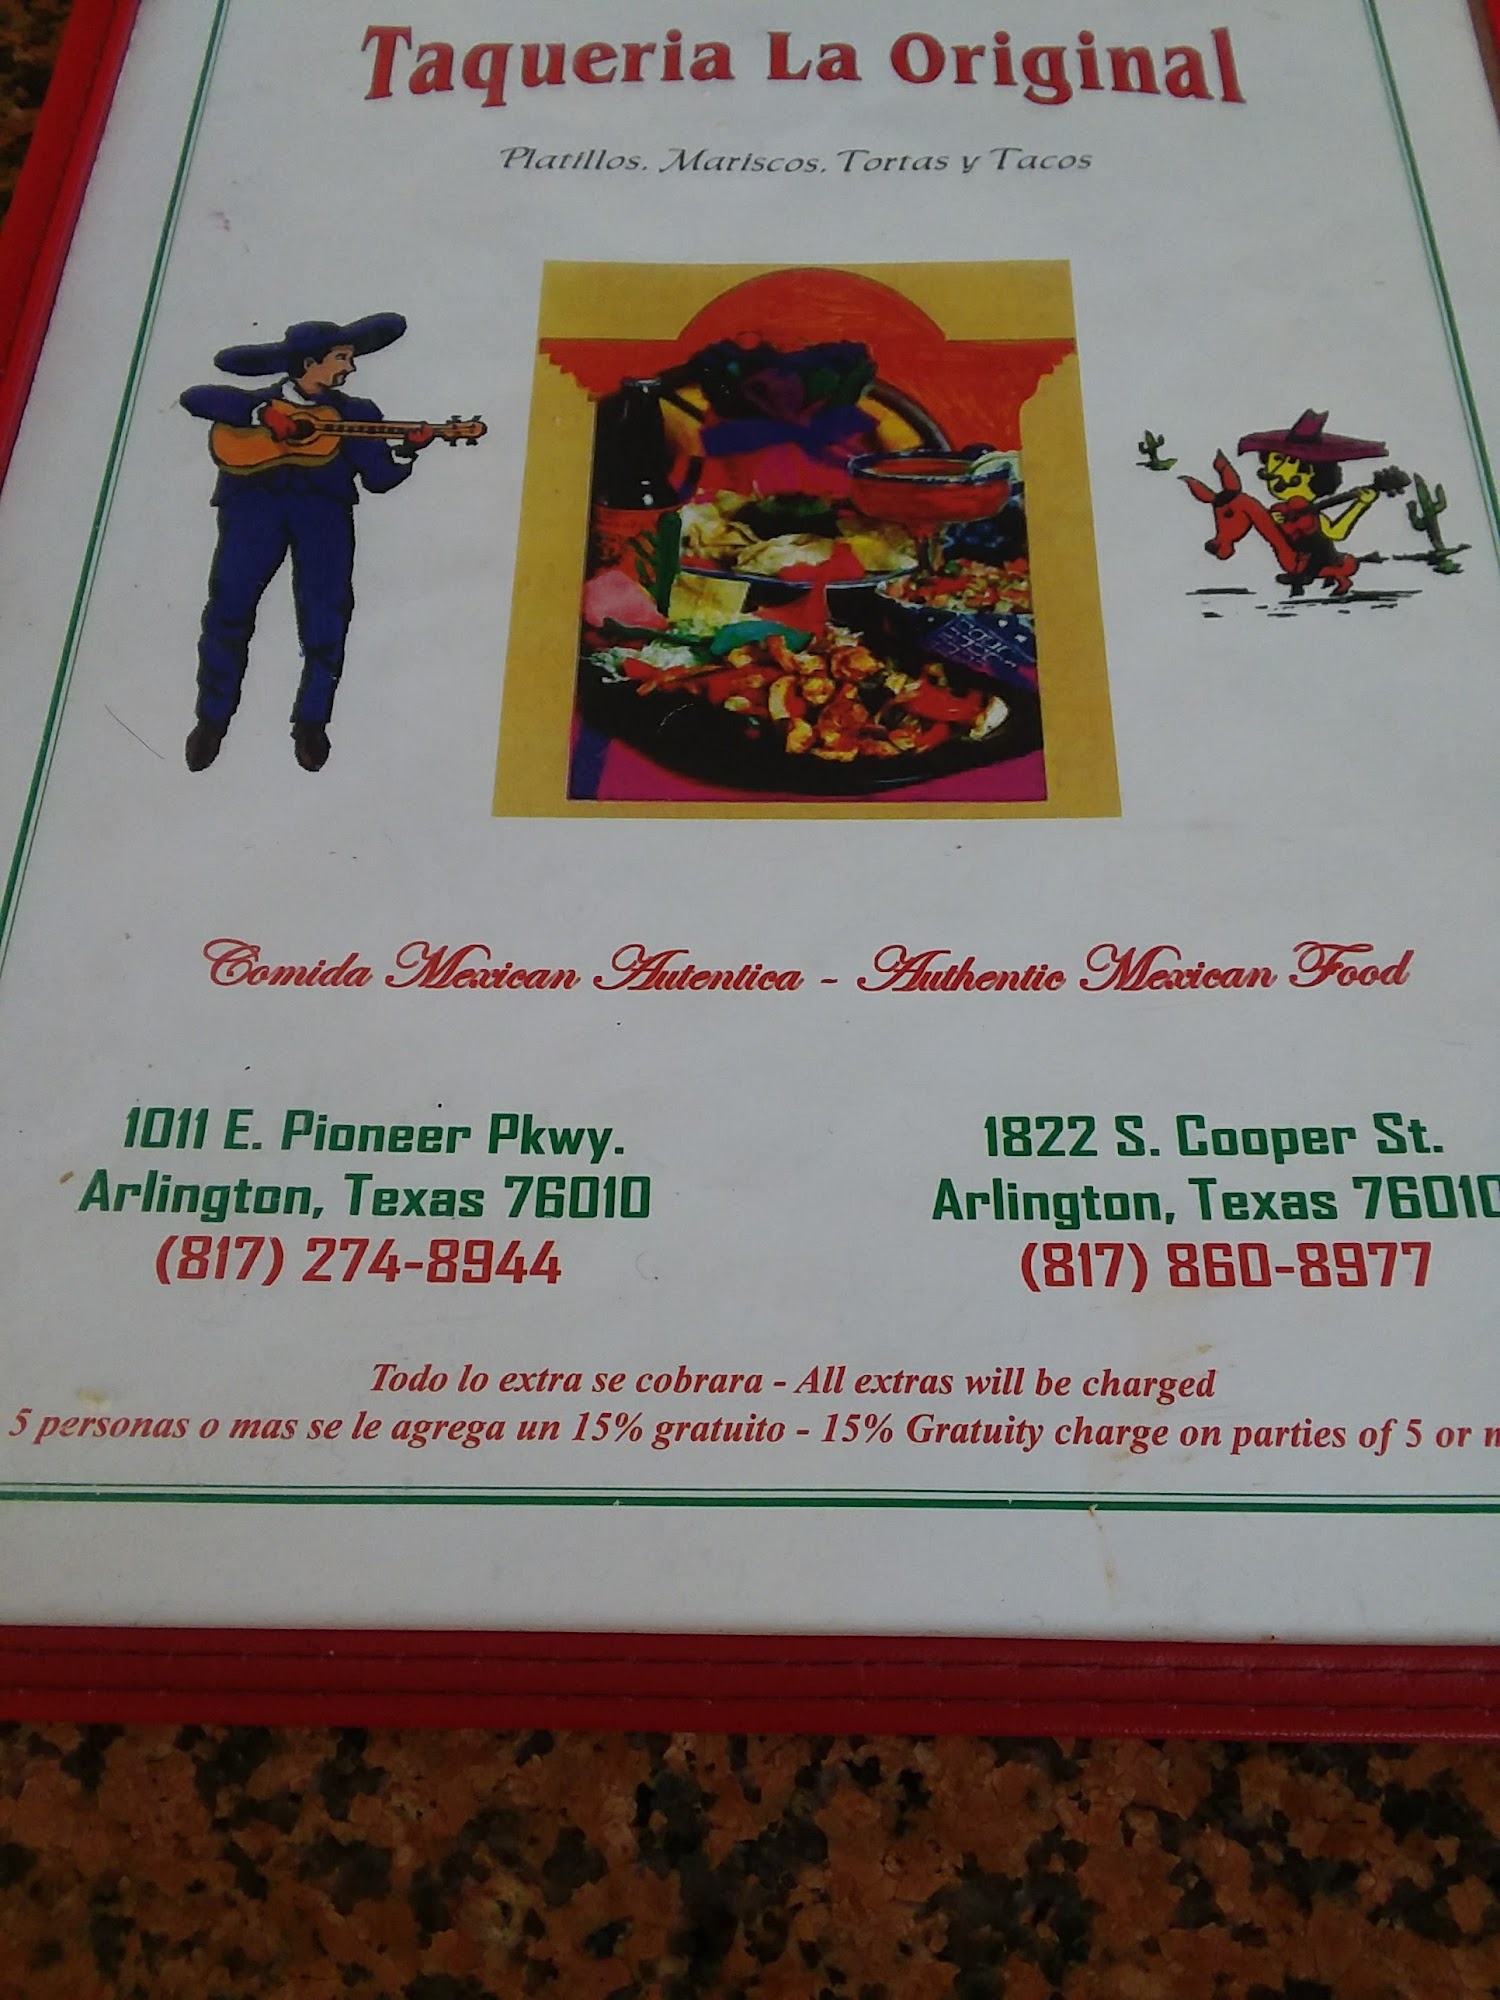 Taqueria La Original
Platillos, Mariscos, Tortas y Tacos
Comida Mexican Autentica - Authentic Mexican Food
1011 E. Pioneer Pkwy.
Arlington, Texas 76010
(817) 274-8944
1822 S. Cooper St.
Arlington, Texas 76010
(817) 860-8977
Todo lo extra se cobrara - All extras will be charged
5 personas o mas se le agrega un 15% gratuito - 15% Gratuity charge on parties of 5 or